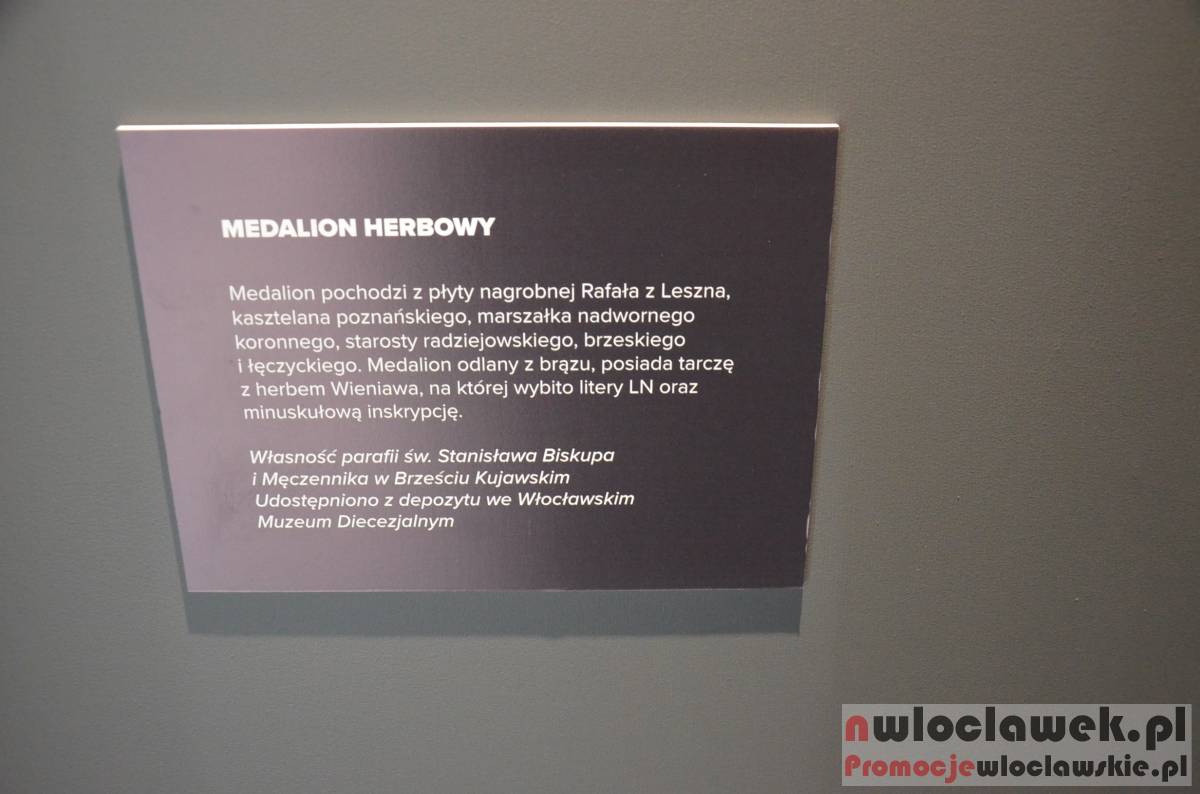 MEDALION HERBOWY
Medalion pochodzi z płyty nagrobnej Rafała z Leszna,
kasztelana poznańskiego, marszałka nadwornego
koronnego, starosty radziejowskiego, brzeskiego
i łęczyckiego. Medalion odlany z brązu, posiada tarczę
z herbem Wieniawa, na której wybito litery LN oraz
minuskułową inskrypcję.
Własność parafii św. Stanisława Biskupa
i Męczennika w Brześciu Kujawskim
Udostępniono z depozytu we Włocławskim
Muzeum Diecezjalnym
nwloclawek.pl
Promocjewloclawskie.pl